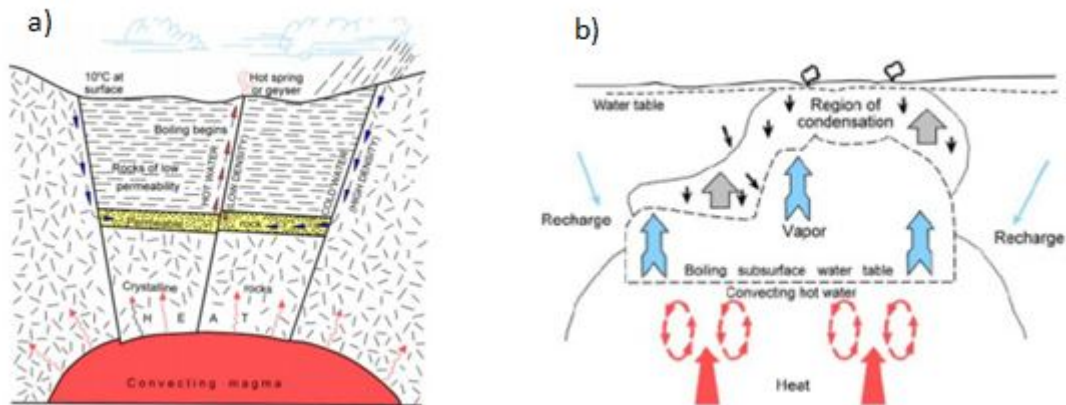 a)
10°C at
surface
Hot spring
or geyser
Boiling begins
Rocks of low
permeability
HOT WATER
(LOW DENSITY)
COLD WATER
(HIGH DENSITY)
rock
Crystalline rocks
H E A T
Convecting magma
b)
Water table
Region of
condensation
Recharge
Vapor
Recharge
Boiling subsurface water table
Convecting hot water
Heat